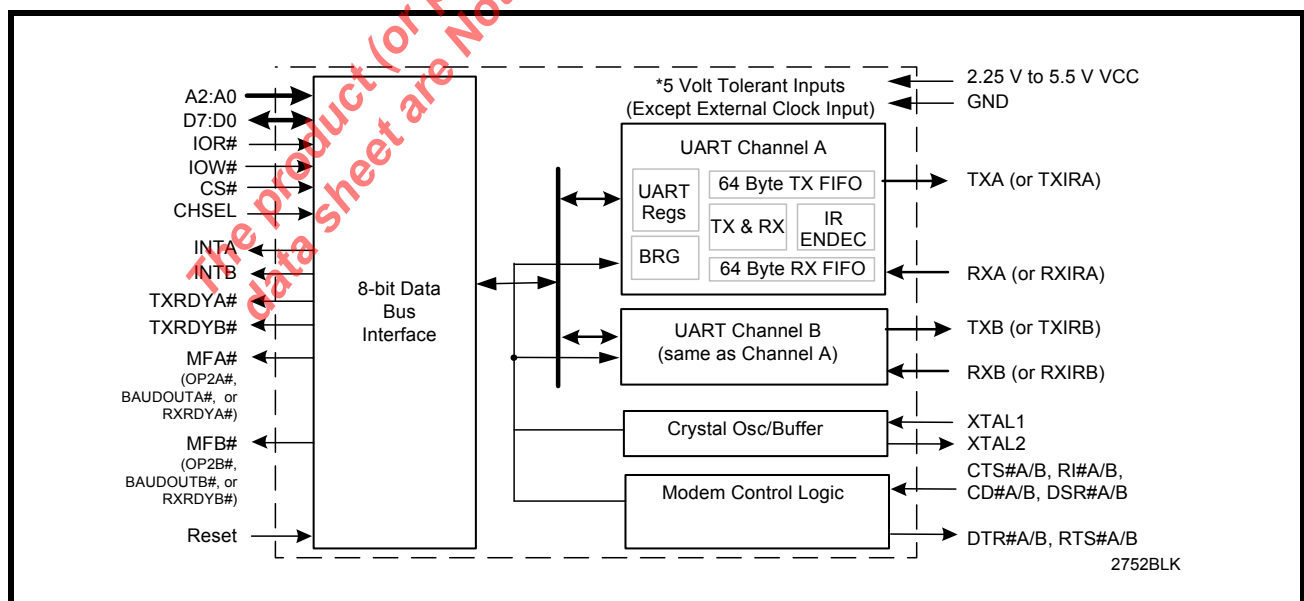 The product (or p
data sheet are No
A2:A0
D7:D0
IOR#
IOW#
CS#
CHSEL
INTA
INTB
TXRDYA#
TXRDYB#
MFA#
(OP2A#,
BAUDOUTA#, or
RXRDYA#)
MFB#
(OP2B#,
BAUDOUTB#, or
RXRDYB#)
Reset
8-bit Data
Bus
Interface
*5 Volt Tolerant Inputs
(Except External Clock Input)
UART Channel A
UART
Regs
BRG
64 Byte TX FIFO
TX & RX
IR
ENDEC
64 Byte RX FIFO
UART Channel B
(same as Channel A)
Crystal Osc/Buffer
Modem Control Logic
2.25 V to 5.5 V VCC
GND
TXA (or TXIRA)
RXA (or RXIRA)
TXB (or TXIRB)
RXB (or RXIRB)
XTAL1
XTAL2
CTS#A/B, RI#A/B,
CD#A/B, DSR#A/B
DTR#A/B, RTS#A/B
2752BLK